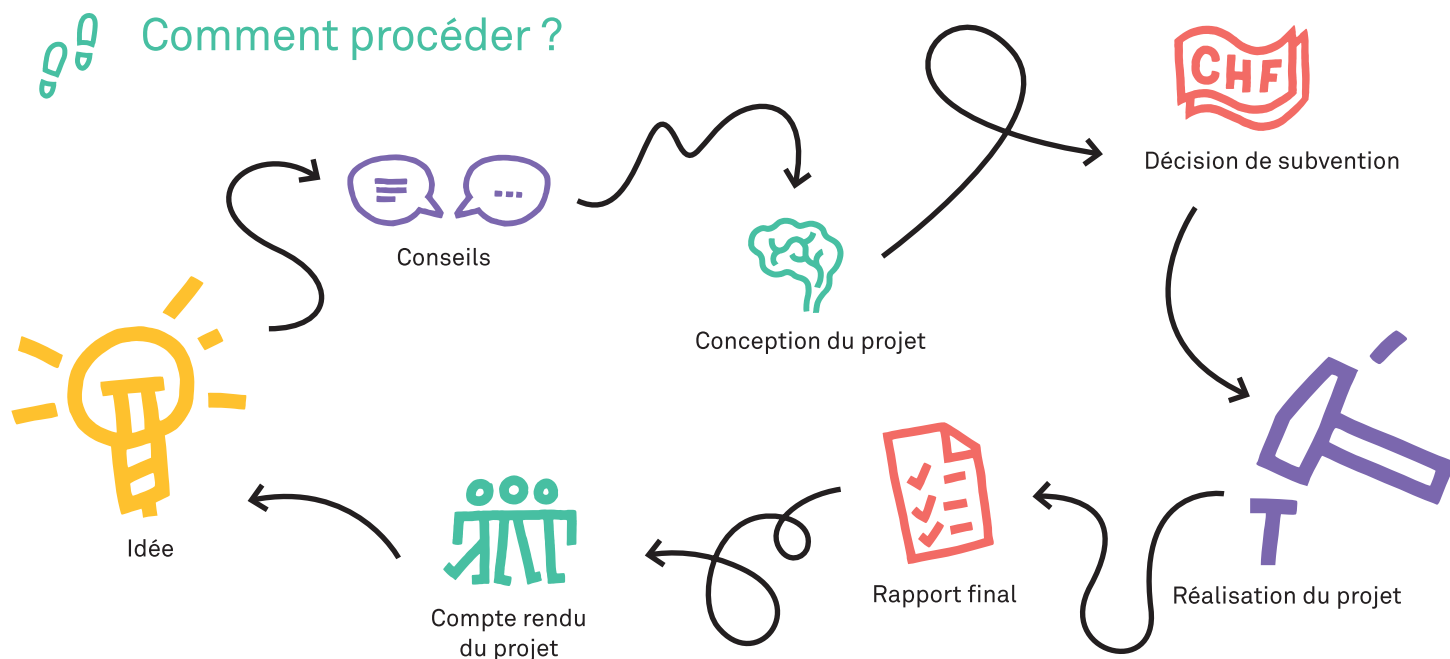 Comment procéder ?
CHF
Décision de subvention
Conseils
Conception du projet
Idée
Compte rendu
du projet
Rapport final
Réalisation du projet